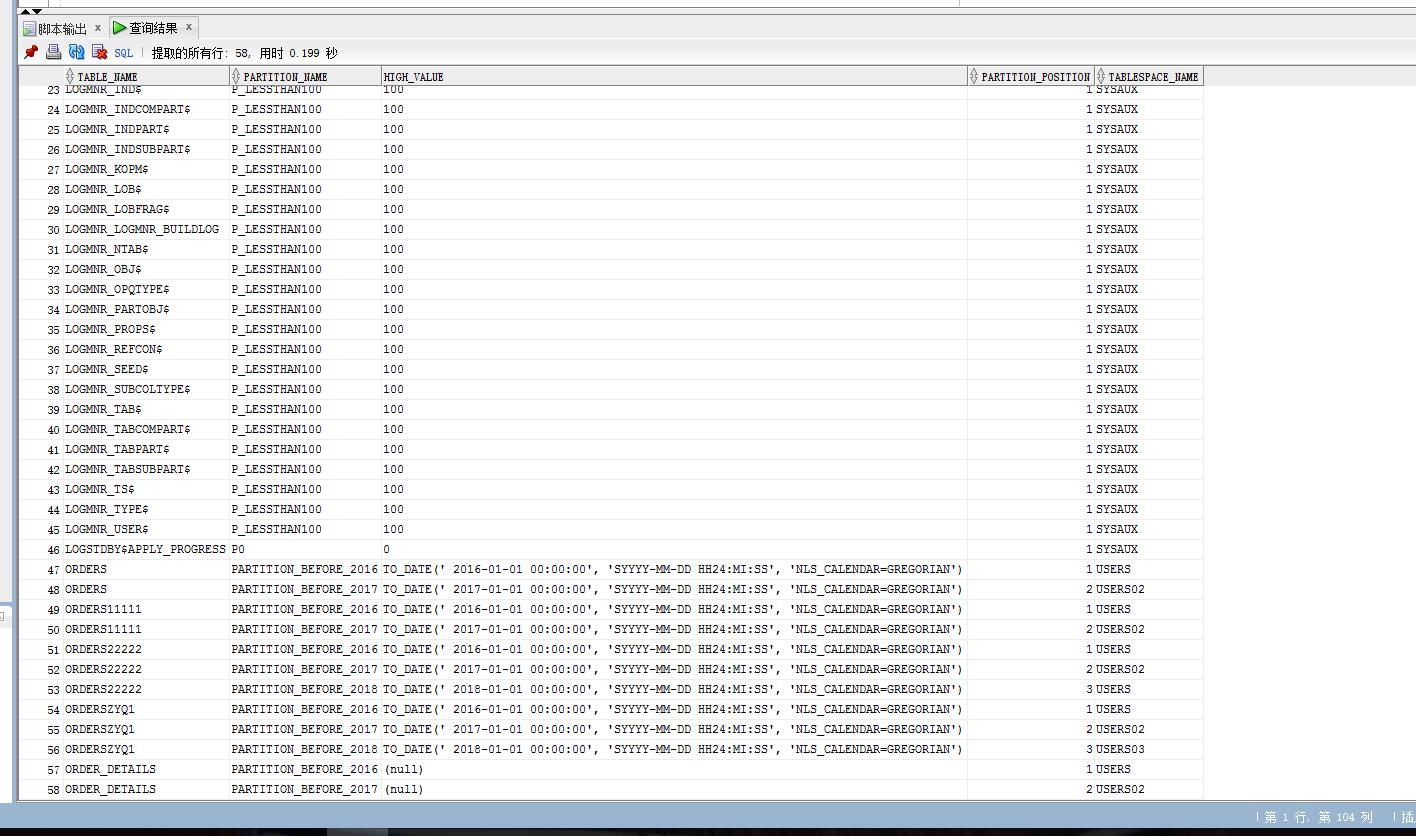 脚本输出 x 查询结果 x
SQL | 提取的所有行: 58, 用时 0.199 秒
TABLE_NAME PARTITION_NAME HIGH_VALUE PARTITION_POSITION TABLESPACE_NAME
23 LOGMNR_IND$ P_LESSTHAN100 100 1 SYSAUX
24 LOGMNR_INDCOMPART$ P_LESSTHAN100 100 1 SYSAUX
25 LOGMNR_INDPART$ P_LESSTHAN100 100 1 SYSAUX
26 LOGMNR_INDSUBPART$ P_LESSTHAN100 100 1 SYSAUX
27 LOGMNR_KOPM$ P_LESSTHAN100 100 1 SYSAUX
28 LOGMNR_LOB$ P_LESSTHAN100 100 1 SYSAUX
29 LOGMNR_LOBFRAG$ P_LESSTHAN100 100 1 SYSAUX
30 LOGMNR_LOGMNR_BUILDLOG P_LESSTHAN100 100 1 SYSAUX
31 LOGMNR_NTAB$ P_LESSTHAN100 100 1 SYSAUX
32 LOGMNR_OBJ$ P_LESSTHAN100 100 1 SYSAUX
33 LOGMNR_OPQTYPE$ P_LESSTHAN100 100 1 SYSAUX
34 LOGMNR_PARTOBJ$ P_LESSTHAN100 100 1 SYSAUX
35 LOGMNR_PROPS$ P_LESSTHAN100 100 1 SYSAUX
36 LOGMNR_REFCON$ P_LESSTHAN100 100 1 SYSAUX
37 LOGMNR_SEED$ P_LESSTHAN100 100 1 SYSAUX
38 LOGMNR_SUBCOLTYPE$ P_LESSTHAN100 100 1 SYSAUX
39 LOGMNR_TAB$ P_LESSTHAN100 100 1 SYSAUX
40 LOGMNR_TABCOMPART$ P_LESSTHAN100 100 1 SYSAUX
41 LOGMNR_TABPART$ P_LESSTHAN100 100 1 SYSAUX
42 LOGMNR_TABSUBPART$ P_LESSTHAN100 100 1 SYSAUX
43 LOGMNR_TS$ P_LESSTHAN100 100 1 SYSAUX
44 LOGMNR_TYPE$ P_LESSTHAN100 100 1 SYSAUX
45 LOGMNR_USER$ P_LESSTHAN100 100 1 SYSAUX
46 LOGSTDBY$APPLY_PROGRESS P0 0 1 SYSAUX
47 ORDERS PARTITION_BEFORE_2016 TO_DATE(' 2016-01-01 00:00:00', 'SYYYY-MM-DD HH24:MI:SS', 'NLS_CALENDAR=GREGORIAN') 1 USERS
48 ORDERS PARTITION_BEFORE_2017 TO_DATE(' 2017-01-01 00:00:00', 'SYYYY-MM-DD HH24:MI:SS', 'NLS_CALENDAR=GREGORIAN') 2 USERS02
49 ORDERS11111 PARTITION_BEFORE_2016 TO_DATE(' 2016-01-01 00:00:00', 'SYYYY-MM-DD HH24:MI:SS', 'NLS_CALENDAR=GREGORIAN') 1 USERS
50 ORDERS11111 PARTITION_BEFORE_2017 TO_DATE(' 2017-01-01 00:00:00', 'SYYYY-MM-DD HH24:MI:SS', 'NLS_CALENDAR=GREGORIAN') 2 USERS02
51 ORDERS22222 PARTITION_BEFORE_2016 TO_DATE(' 2016-01-01 00:00:00', 'SYYYY-MM-DD HH24:MI:SS', 'NLS_CALENDAR=GREGORIAN') 1 USERS
52 ORDERS22222 PARTITION_BEFORE_2017 TO_DATE(' 2017-01-01 00:00:00', 'SYYYY-MM-DD HH24:MI:SS', 'NLS_CALENDAR=GREGORIAN') 2 USERS02
53 ORDERS22222 PARTITION_BEFORE_2018 TO_DATE(' 2018-01-01 00:00:00', 'SYYYY-MM-DD HH24:MI:SS', 'NLS_CALENDAR=GREGORIAN') 3 USERS
54 ORDERSZYQ1 PARTITION_BEFORE_2016 TO_DATE(' 2016-01-01 00:00:00', 'SYYYY-MM-DD HH24:MI:SS', 'NLS_CALENDAR=GREGORIAN') 1 USERS
55 ORDERSZYQ1 PARTITION_BEFORE_2017 TO_DATE(' 2017-01-01 00:00:00', 'SYYYY-MM-DD HH24:MI:SS', 'NLS_CALENDAR=GREGORIAN') 2 USERS02
56 ORDERSZYQ1 PARTITION_BEFORE_2018 TO_DATE(' 2018-01-01 00:00:00', 'SYYYY-MM-DD HH24:MI:SS', 'NLS_CALENDAR=GREGORIAN') 3 USERS03
57 ORDER_DETAILS PARTITION_BEFORE_2016 (null) 1 USERS
58 ORDER_DETAILS PARTITION_BEFORE_2017 (null) 2 USERS02
| 第 1 行, 第 104 列 | 插